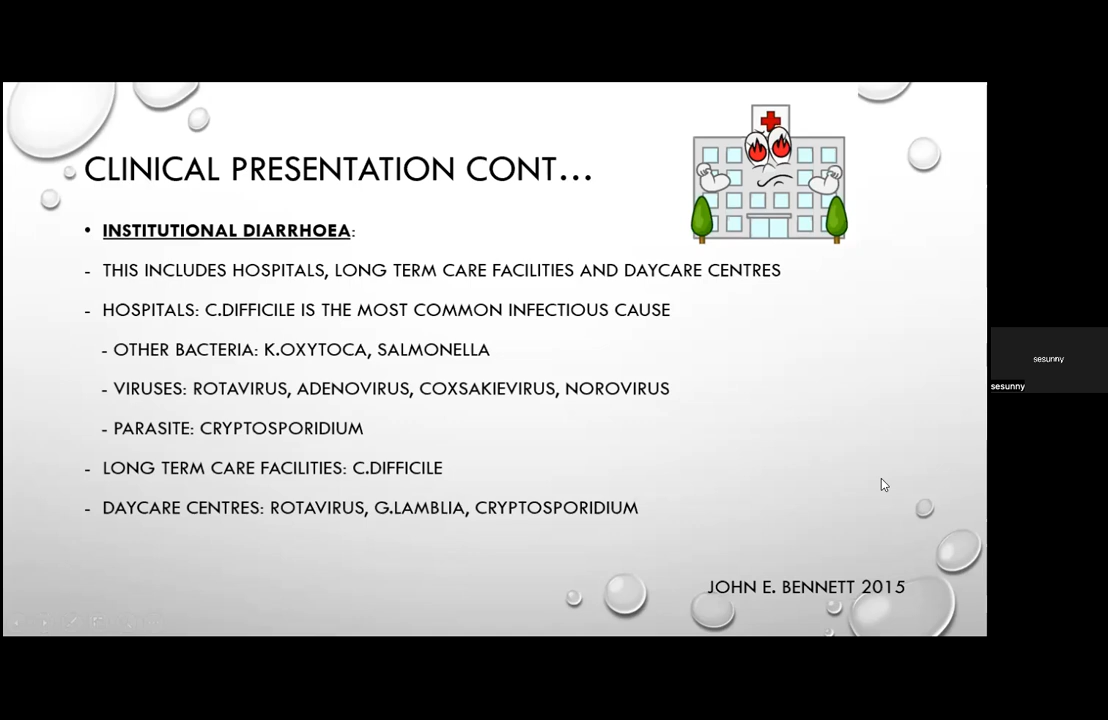 CLINICAL PRESENTATION CONT...
• INSTITUTIONAL DIARRHOEA:
- THIS INCLUDES HOSPITALS, LONG TERM CARE FACILITIES AND DAYCARE CENTRES
- HOSPITALS: C.DIFFICILE IS THE MOST COMMON INFECTIOUS CAUSE
- OTHER BACTERIA: K.OXYTOCA, SALMONELLA
- VIRUSES: ROTAVIRUS, ADENOVIRUS, COXSAKIEVIRUS, NOROVIRUS
- PARASITE: CRYPTOSPORIDIUM
- LONG TERM CARE FACILITIES: C.DIFFICILE
- DAYCARE CENTRES: ROTAVIRUS, G.LAMBLIA, CRYPTOSPORIDIUM
JOHN E. BENNETT 2015
sesunny
sesunny